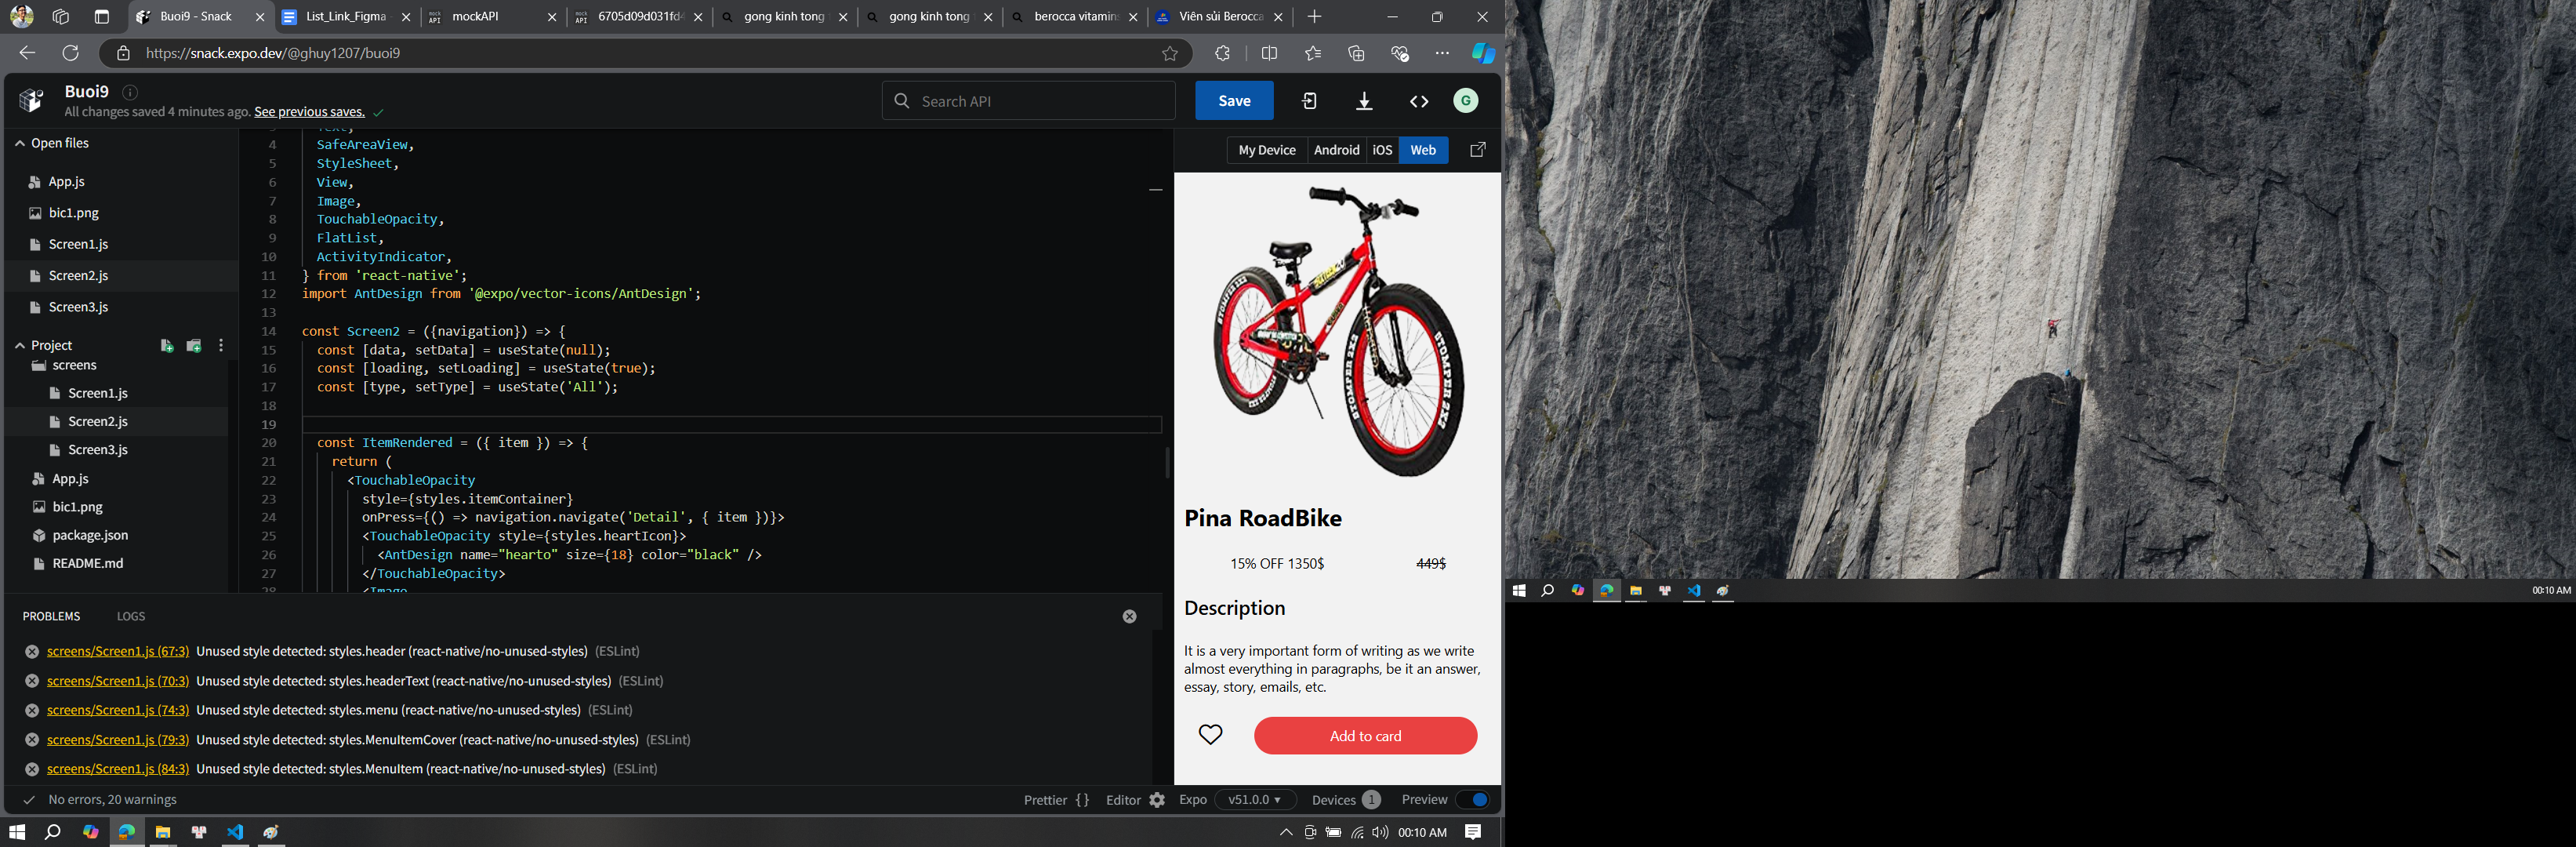 Buoi9 - Snack
List_Link_Figma
mockAPI
6705d09d031fd4
gong kinh tong
gong kinh tong
berocca vitamin
Viên sủi Berocca
https://snack.expo.dev/@ghuy1207/buoi9
Buoi9
All changes saved 4 minutes ago. See previous saves.
Search API
Save
G
Open files
App.js
bic1.png
Screen1.js
Screen2.js
Screen3.js
Project
screens
Screen1.js
Screen2.js
Screen3.js
App.js
bic1.png
package.json
README.md
3 Text,
4 SafeAreaView,
5 StyleSheet,
6 View,
7 Image,
8 TouchableOpacity,
9 FlatList,
10 ActivityIndicator,
11 } from 'react-native';
12 import AntDesign from '@expo/vector-icons/AntDesign';
13
14 const Screen2 = ({navigation}) => {
15 const [data, setData] = useState(null);
16 const [loading, setLoading] = useState(true);
17 const [type, setType] = useState('All');
18
19
20 const ItemRendered = ({ item }) => {
21 return (
22 <TouchableOpacity
23 style={styles.itemContainer}
24 onPress={() => navigation.navigate('Detail', { item })}>
25 <TouchableOpacity style={styles.heartIcon}>
26 <AntDesign name="hearto" size={18} color="black" />
27 </TouchableOpacity>
28 <Image
My Device
Android
iOS
Web
Pina RoadBike
15% OFF 1350$
449$
Description
It is a very important form of writing as we write
almost everything in paragraphs, be it an answer,
essay, story, emails, etc.
Add to card
PROBLEMS
LOGS
screens/Screen1.js (67:3) Unused style detected: styles.header (react-native/no-unused-styles) (ESLint)
screens/Screen1.js (70:3) Unused style detected: styles.headerText (react-native/no-unused-styles) (ESLint)
screens/Screen1.js (74:3) Unused style detected: styles.menu (react-native/no-unused-styles) (ESLint)
screens/Screen1.js (79:3) Unused style detected: styles.MenuItemCover (react-native/no-unused-styles) (ESLint)
screens/Screen1.js (84:3) Unused style detected: styles.MenuItem (react-native/no-unused-styles) (ESLint)
No errors, 20 warnings
Prettier { }
Editor
Expo
v51.0.0
Devices 1
Preview
00:10 AM
00:10 AM